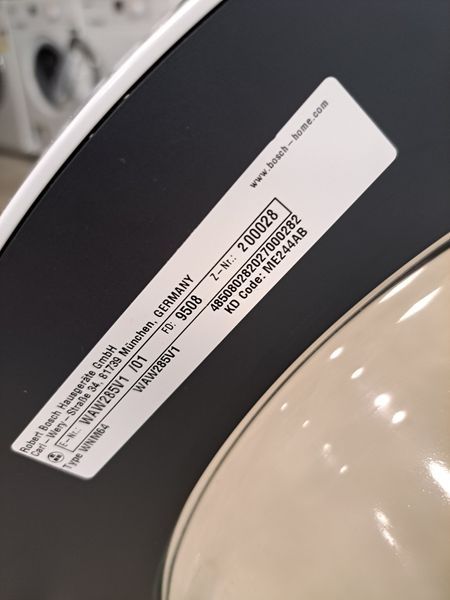 www.bosch-home.com
Robert Bosch Hausgeräte GmbH
Carl-Wery-Straße 34, 81739 München, GERMANY
E-Nr.: WAW285V1 /01 FD: 9508 Z-Nr.: 200028
Type WNM64 WAW285V1 485080282027000282
KD Code: ME244AB